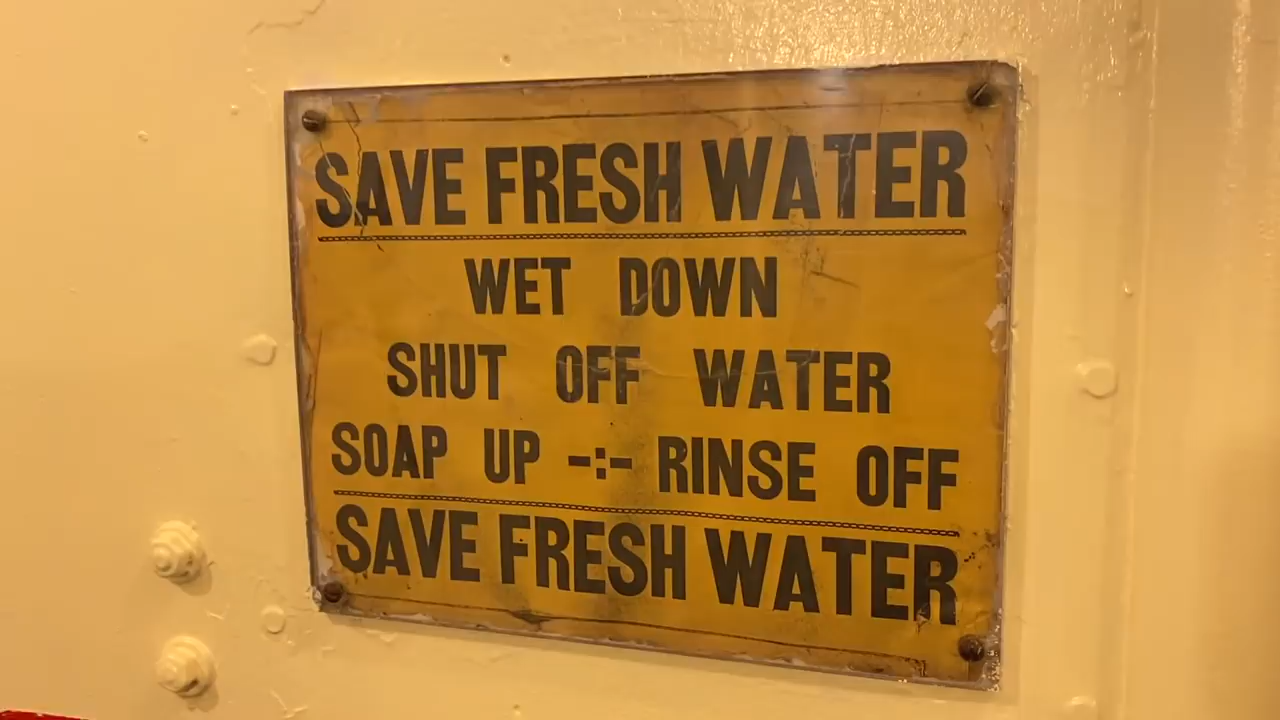 SAVE FRESH WATER
WET DOWN
SHUT OFF WATER
SOAP UP -:- RINSE OFF
SAVE FRESH WATER